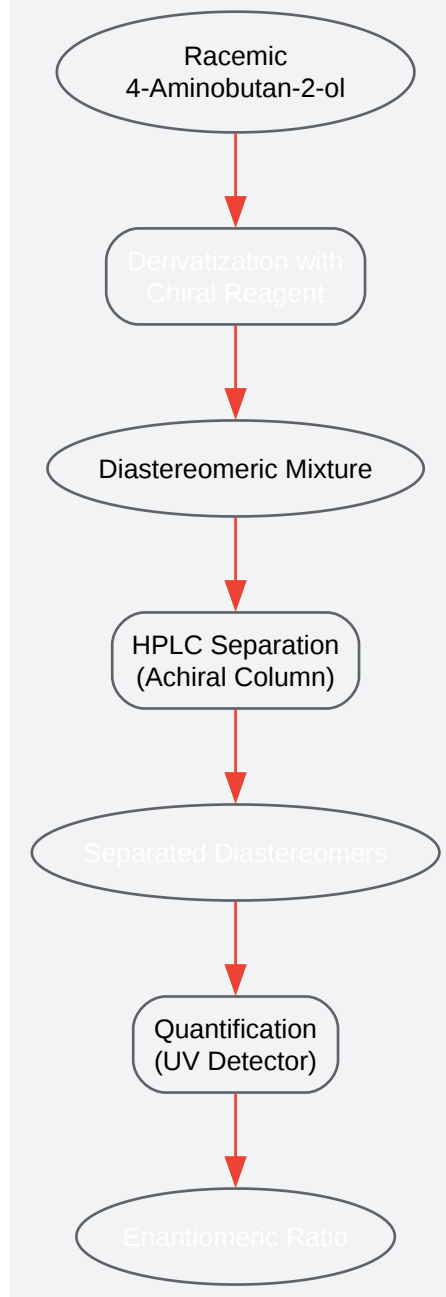 Racemic
4-Aminobutan-2-ol
Derivatization with
Chiral Reagent
Diastereomeric Mixture
HPLC Separation
(Achiral Column)
Separated Diastereomers
Quantification
(UV Detector)
Enantiomeric Ratio